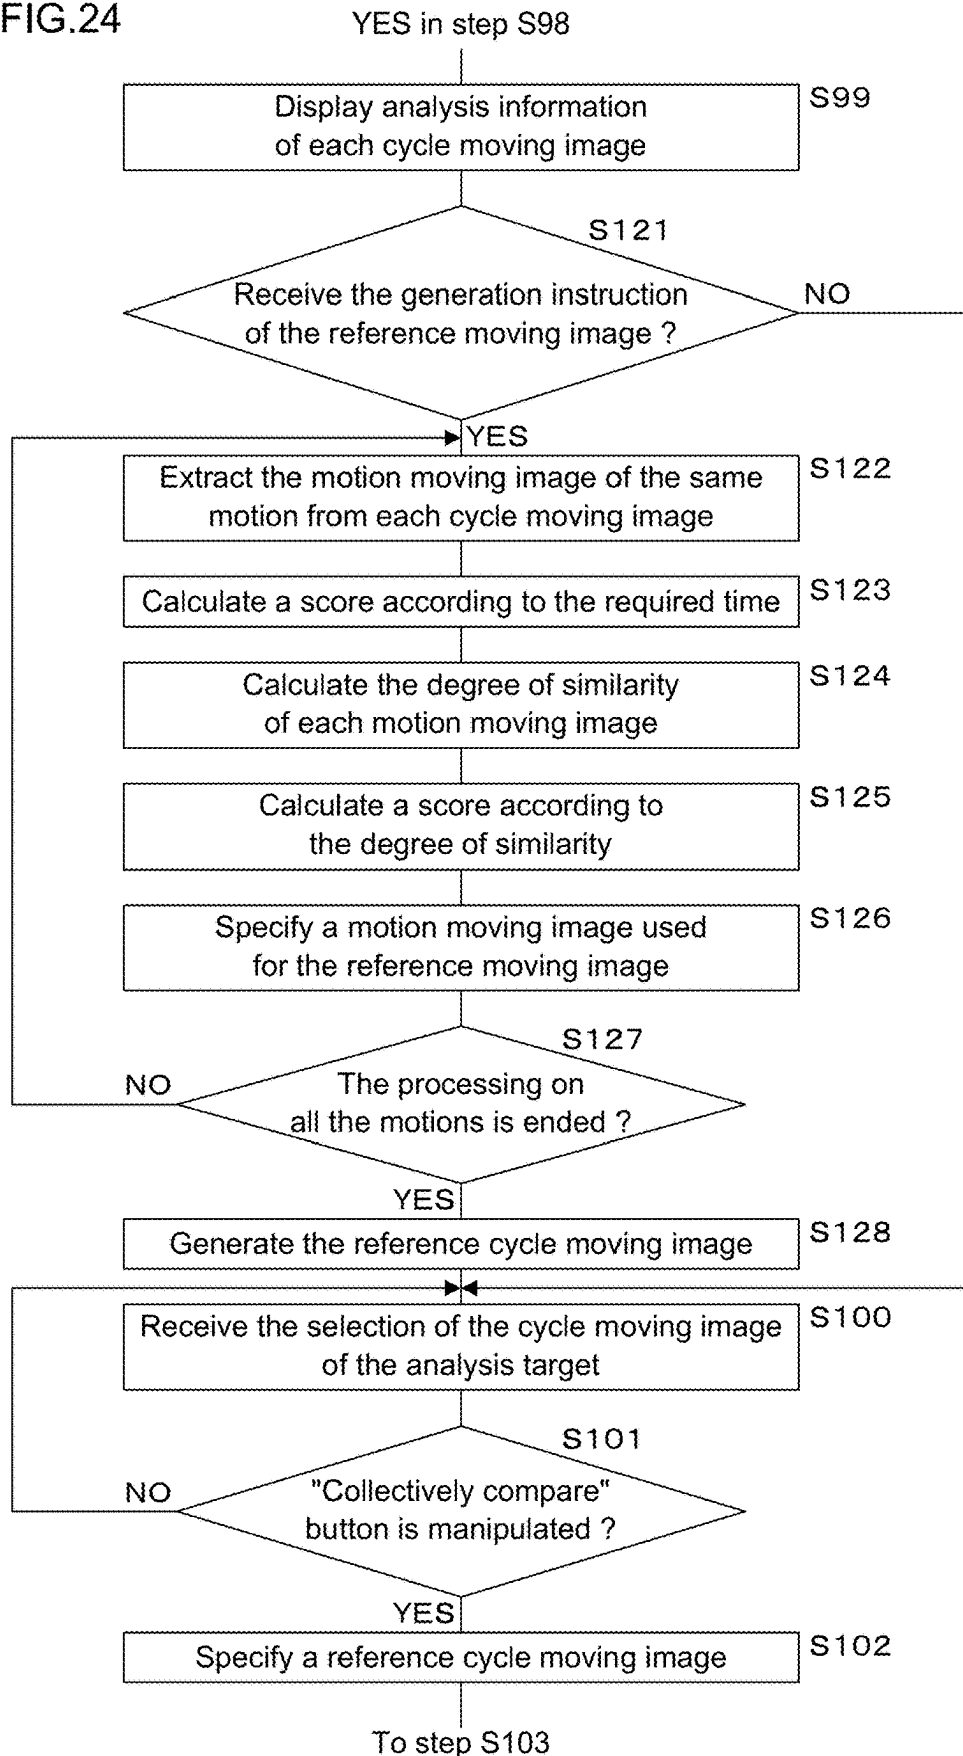 FIG.24
YES in step S98
Display analysis information
of each cycle moving image
S99
S121
Receive the generation instruction
of the reference moving image ?
NO
YES
Extract the motion moving image of the same
motion from each cycle moving image
S122
Calculate a score according to the required time
S123
Calculate the degree of similarity
of each motion moving image
S124
Calculate a score according to
the degree of similarity
S125
Specify a motion moving image used
for the reference moving image
S126
S127
The processing on
all the motions is ended ?
NO
YES
Generate the reference cycle moving image
S128
Receive the selection of the cycle moving image
of the analysis target
S100
S101
"Collectively compare"
button is manipulated ?
NO
YES
Specify a reference cycle moving image
S102
To step S103